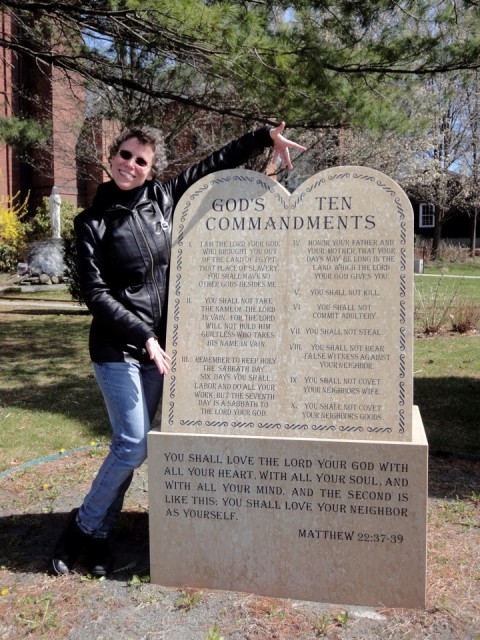 GOD'S TEN
COMMANDMENTS
I. I AM THE LORD YOUR GOD,
WHO BROUGHT YOU OUT
OF THE LAND OF EGYPT,
THAT PLACE OF SLAVERY.
YOU SHALL HAVE NO
OTHER GODS BESIDES ME.
II. YOU SHALL NOT TAKE
THE NAME OF THE LORD
IN VAIN. FOR THE LORD
WILL NOT HOLD HIM
GUILTLESS WHO TAKES
HIS NAME IN VAIN.
III. REMEMBER TO KEEP HOLY
THE SABBATH DAY.
SIX DAYS YOU SHALL
LABOR AND DO ALL YOUR
WORK, BUT THE SEVENTH
DAY IS A SABBATH TO
THE LORD YOUR GOD.
IV. HONOR YOUR FATHER AND
YOUR MOTHER, THAT YOUR
DAYS MAY BE LONG IN THE
LAND WHICH THE LORD
YOUR GOD GIVES YOU.
V. YOU SHALL NOT KILL.
VI. YOU SHALL NOT
COMMIT ADULTERY.
VII. YOU SHALL NOT STEAL.
VIII. YOU SHALL NOT BEAR
FALSE WITNESS AGAINST
YOUR NEIGHBOR.
IX. YOU SHALL NOT COVET
YOUR NEIGHBOR'S WIFE.
X. YOU SHALL NOT COVET
YOUR NEIGHBOR'S GOODS.
YOU SHALL LOVE THE LORD YOUR GOD WITH
ALL YOUR HEART, WITH ALL YOUR SOUL, AND
WITH ALL YOUR MIND. AND THE SECOND IS
LIKE THIS: YOU SHALL LOVE YOUR NEIGHBOR
AS YOURSELF.
MATTHEW 22:37-39